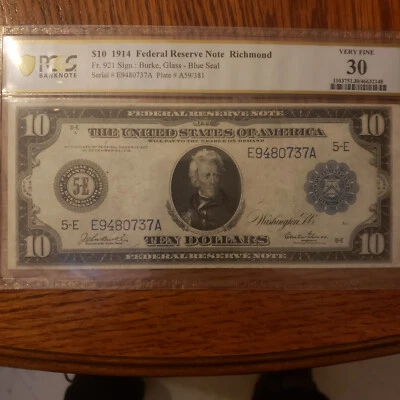 PCGS
BANKNOTE
$10 1914 Federal Reserve Note Richmond
Fr. 921 Sign.: Burke, Glass - Blue Seal
Serial # E9480737A Plate # A59/381
VERY FINE
30
FEDERAL RESERVE NOTE
10
10
THE UNITED STATES OF AMERICA
WILL PAY TO THE BEARER ON DEMAND
E9480737A 5-E
5-E
5-E E9480737A
Washington, D.C.
10
TEN DOLLARS
10
FEDERAL RESERVE NOTE